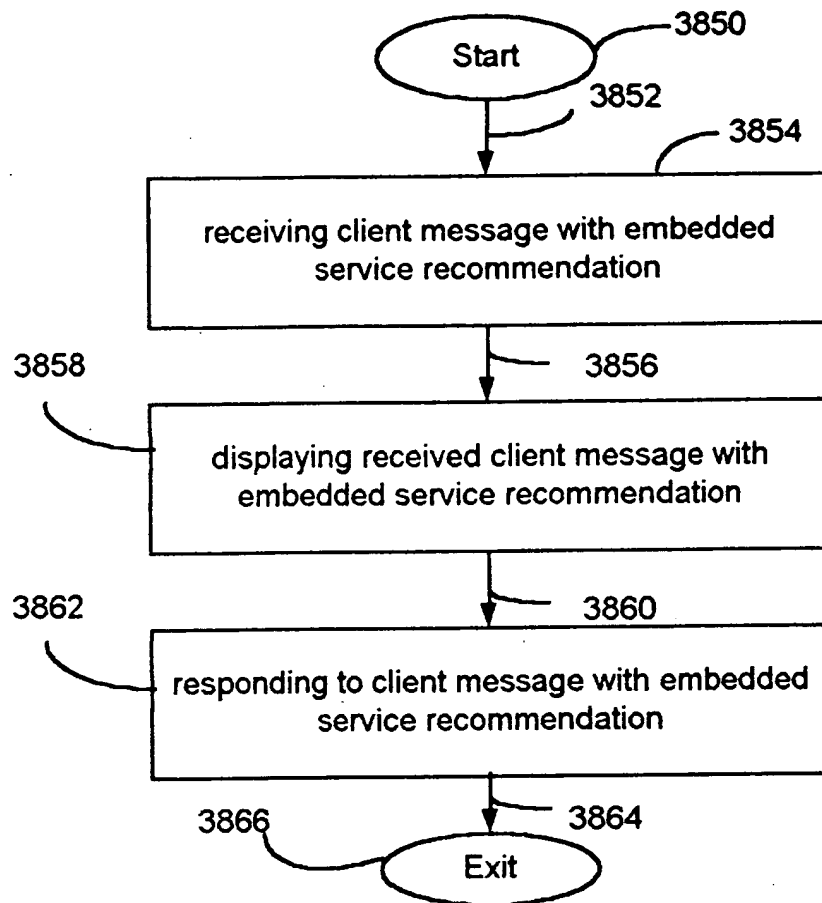 3850
Start
3852
3854
receiving client message with embedded
service recommendation
3858
3856
displaying received client message with
embedded service recommendation
3862
3860
responding to client message with embedded
service recommendation
3866
3864
Exit